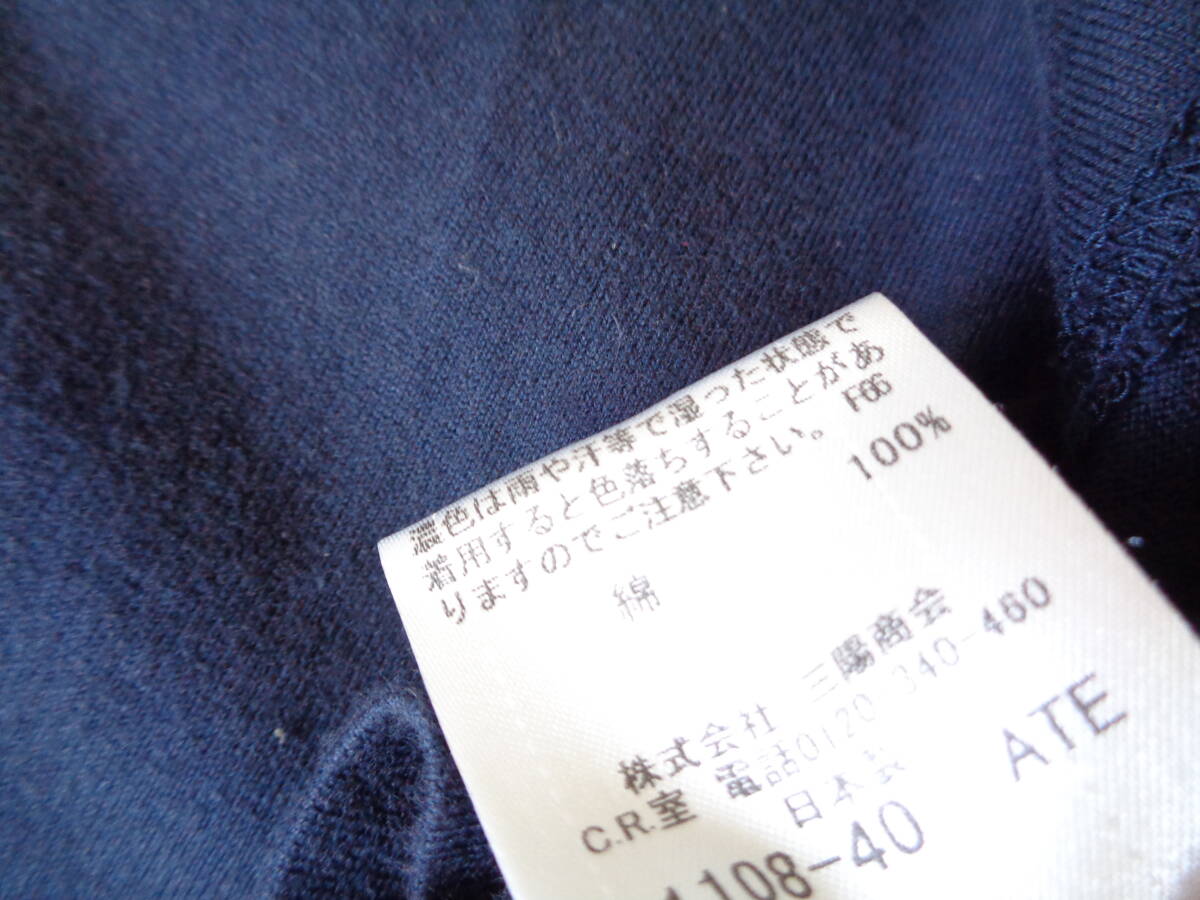 濃色は雨や汗等で湿った状態で
着用すると色落ちすることがあ
りますのでご注意下さい。 F66
綿 100%
株式会社 三陽商会
C.R.室 電話0120-340-460
日本製 ATE
1108-40